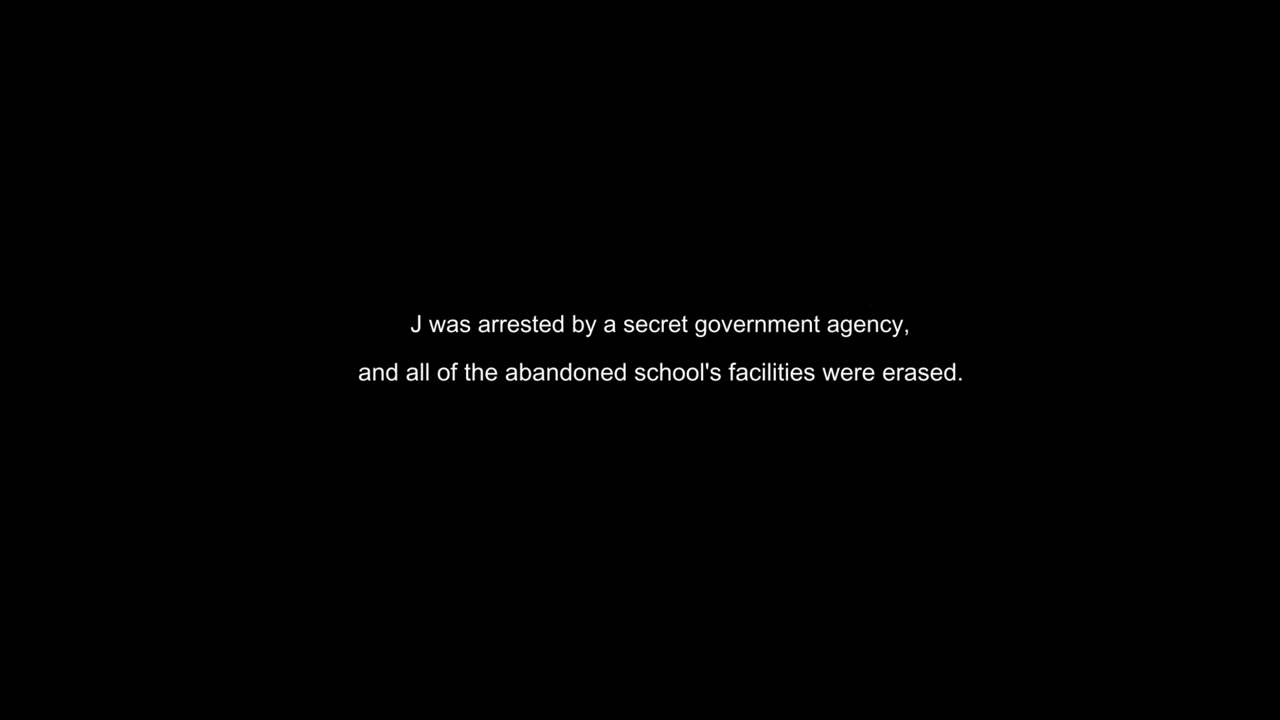 J was arrested by a secret government agency,
and all of the abandoned school's facilities were erased.